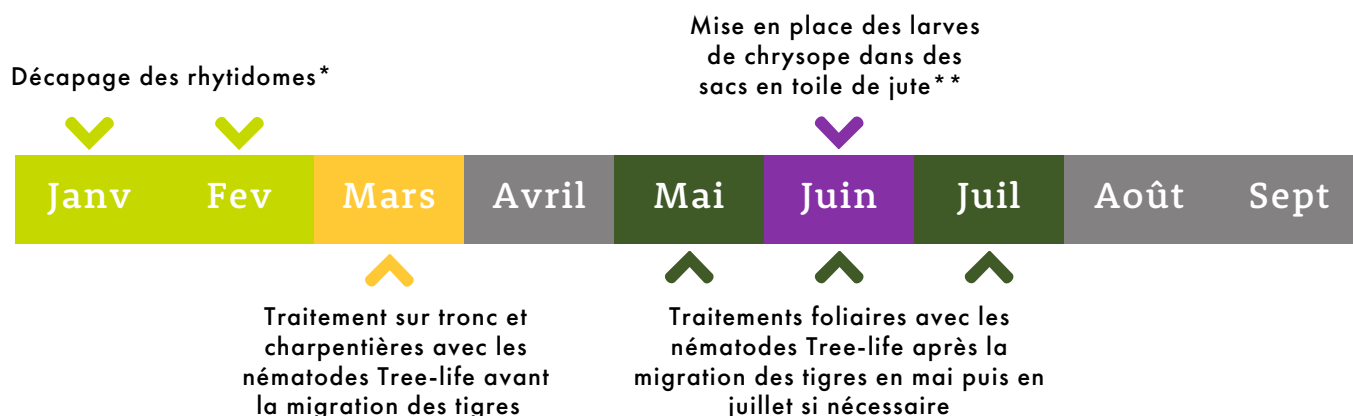 Décapage des rhytidomes*
Mise en place des larves
de chrysope dans des
sacs en toile de jute**
Janv Fev Mars Avril Mai Juin Juil Août Sept
Traitement sur tronc et
charpentières avec les
nématodes Tree-life avant
la migration des tigres
Traitements foliaires avec les
nématodes Tree-life après la
migration des tigres en mai puis en
juillet si nécessaire